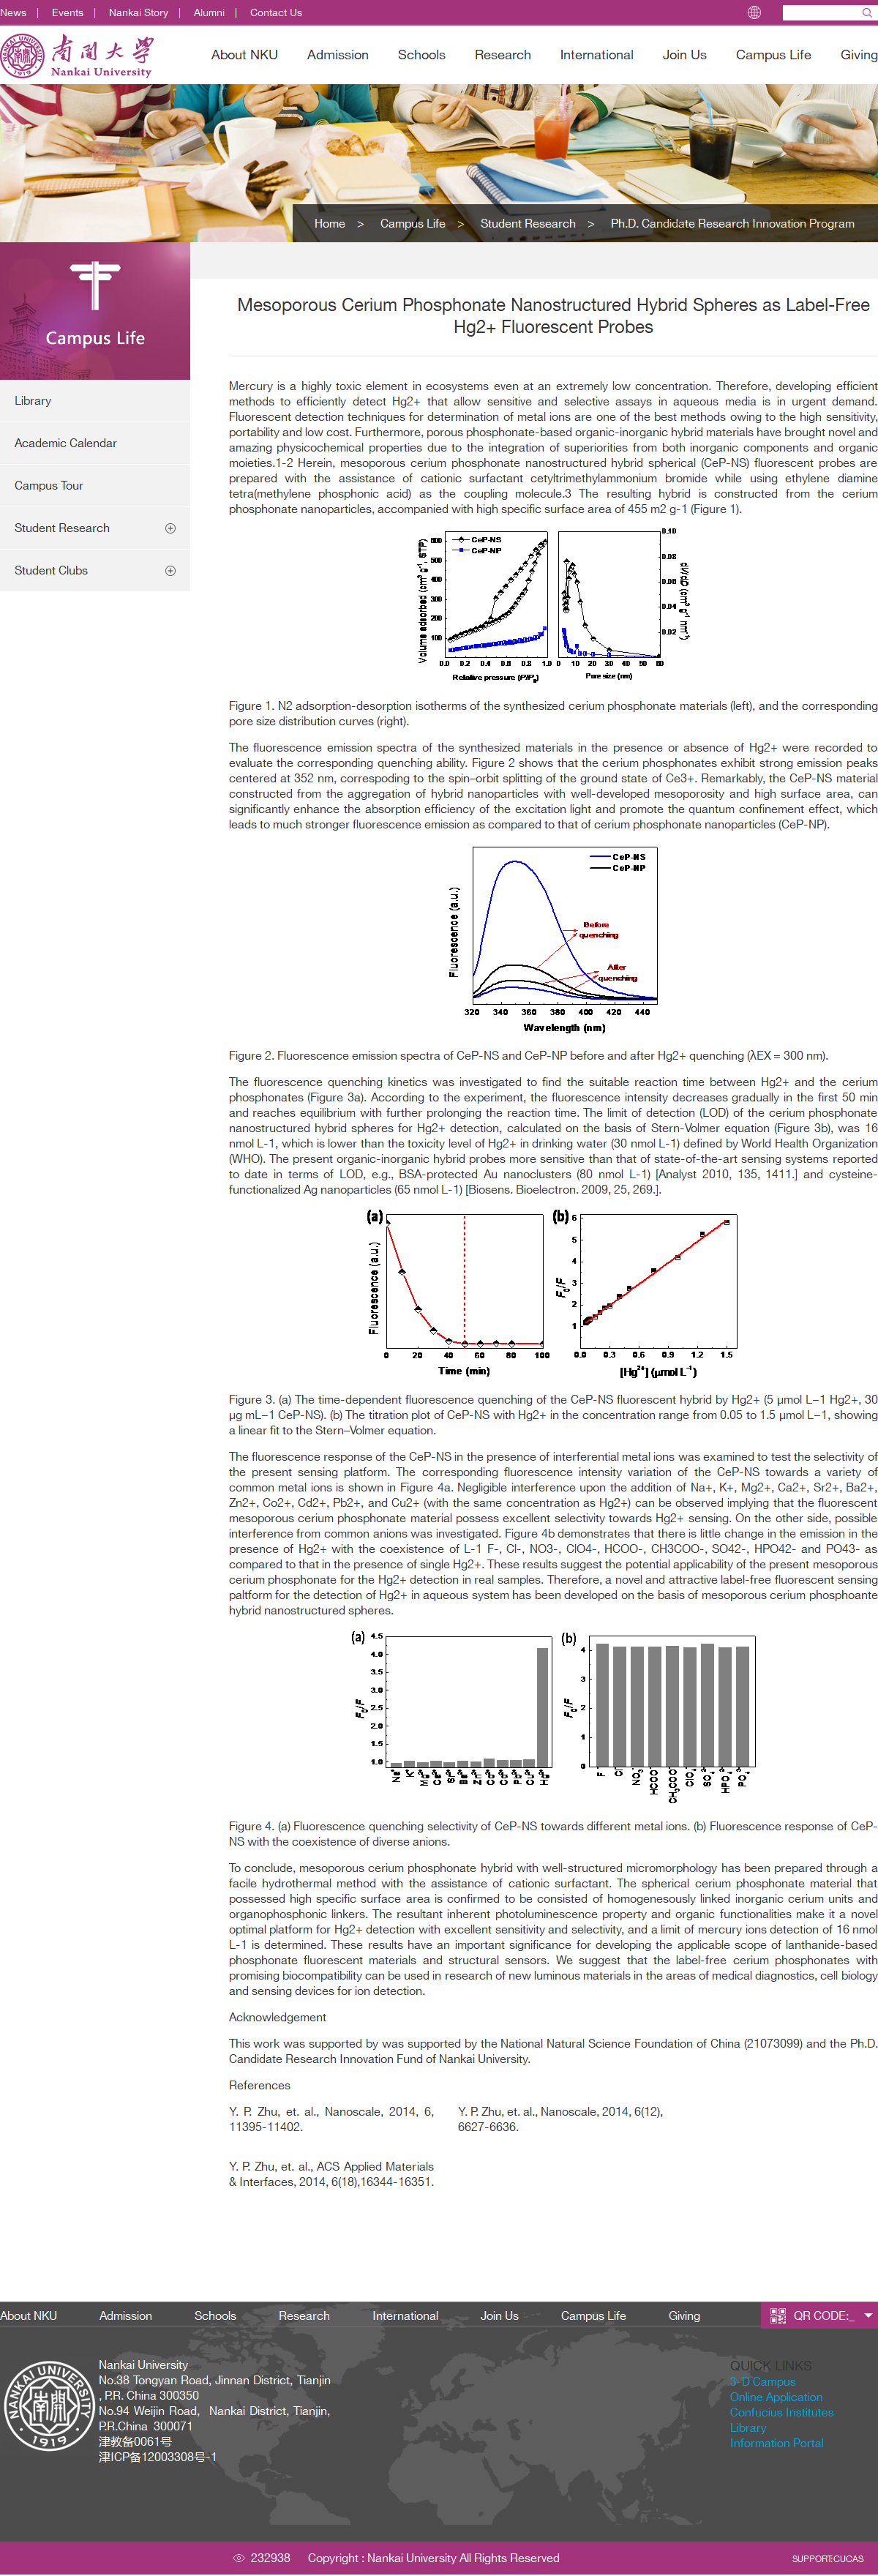 News | Events | Nankai Story | Alumni | Contact Us
南開大學
Nankai University
1919
About NKU Admission Schools Research International Join Us Campus Life Giving
Home > Campus Life > Student Research > Ph.D. Candidate Research Innovation Program
Campus Life
Library
Academic Calendar
Campus Tour
Student Research
Student Clubs
Mesoporous Cerium Phosphonate Nanostructured Hybrid Spheres as Label-Free
Hg2+ Fluorescent Probes
Mercury is a highly toxic element in ecosystems even at an extremely low concentration. Therefore, developing efficient
methods to efficiently detect Hg2+ that allow sensitive and selective assays in aqueous media is in urgent demand.
Fluorescent detection techniques for determination of metal ions are one of the best methods owing to the high sensitivity,
portability and low cost. Furthermore, porous phosphonate-based organic-inorganic hybrid materials have brought novel and
amazing physicochemical properties due to the integration of superiorities from both inorganic components and organic
moieties.1-2 Herein, mesoporous cerium phosphonate nanostructured hybrid spherical (CeP-NS) fluorescent probes are
prepared with the assistance of cationic surfactant cetyltrimethylammonium bromide while using ethylene diamine
tetra(methylene phosphonic acid) as the coupling molecule.3 The resulting hybrid is constructed from the cerium
phosphonate nanoparticles, accompanied with high specific surface area of 455 m2 g-1 (Figure 1).
CeP-NS
CeP-NP
Volume adsorbed (cm3 g-1, STP)
600
500
400
300
200
100
0.0 0.2 0.4 0.6 0.8 1.0
Relative pressure (P/P0)
0.10
0.08
0.06
0.04
0.02
dV/dD (cm3 g-1 nm-1)
0 10 20 30 40 50 60
Pore size (nm)
Figure 1. N2 adsorption-desorption isotherms of the synthesized cerium phosphonate materials (left), and the corresponding
pore size distribution curves (right).
The fluorescence emission spectra of the synthesized materials in the presence or absence of Hg2+ were recorded to
evaluate the corresponding quenching ability. Figure 2 shows that the cerium phosphonates exhibit strong emission peaks
centered at 352 nm, correspoding to the spin–orbit splitting of the ground state of Ce3+. Remarkably, the CeP-NS material
constructed from the aggregation of hybrid nanoparticles with well-developed mesoporosity and high surface area, can
significantly enhance the absorption efficiency of the excitation light and promote the quantum confinement effect, which
leads to much stronger fluorescence emission as compared to that of cerium phosphonate nanoparticles (CeP-NP).
CeP-NS
CeP-NP
Before
quenching
After
quenching
Fluorescence (a.u.)
320 340 360 380 400 420 440
Wavelength (nm)
Figure 2. Fluorescence emission spectra of CeP-NS and CeP-NP before and after Hg2+ quenching (λEX = 300 nm).
The fluorescence quenching kinetics was investigated to find the suitable reaction time between Hg2+ and the cerium
phosphonates (Figure 3a). According to the experiment, the fluorescence intensity decreases gradually in the first 50 min
and reaches equilibrium with further prolonging the reaction time. The limit of detection (LOD) of the cerium phosphonate
nanostructured hybrid spheres for Hg2+ detection, calculated on the basis of Stern-Volmer equation (Figure 3b), was 16
nmol L-1, which is lower than the toxicity level of Hg2+ in drinking water (30 nmol L-1) defined by World Health Organization
(WHO). The present organic-inorganic hybrid probes more sensitive than that of state-of-the-art sensing systems reported
to date in terms of LOD, e.g., BSA-protected Au nanoclusters (80 nmol L-1) [Analyst 2010, 135, 1411.] and cysteine-
functionalized Ag nanoparticles (65 nmol L-1) [Biosens. Bioelectron. 2009, 25, 269.].
(a)
Fluorescence (a.u.)
0 20 40 60 80 100
Time (min)
(b)
6
5
4
3
2
1
F0/F
0.0 0.3 0.6 0.9 1.2 1.5
[Hg2+] (μmol L-1)
Figure 3. (a) The time-dependent fluorescence quenching of the CeP-NS fluorescent hybrid by Hg2+ (5 μmol L−1 Hg2+, 30
μg mL−1 CeP-NS). (b) The titration plot of CeP-NS with Hg2+ in the concentration range from 0.05 to 1.5 μmol L−1, showing
a linear fit to the Stern–Volmer equation.
The fluorescence response of the CeP-NS in the presence of interferential metal ions was examined to test the selectivity of
the present sensing platform. The corresponding fluorescence intensity variation of the CeP-NS towards a variety of
common metal ions is shown in Figure 4a. Negligible interference upon the addition of Na+, K+, Mg2+, Ca2+, Sr2+, Ba2+,
Zn2+, Co2+, Cd2+, Pb2+, and Cu2+ (with the same concentration as Hg2+) can be observed implying that the fluorescent
mesoporous cerium phosphonate material possess excellent selectivity towards Hg2+ sensing. On the other side, possible
interference from common anions was investigated. Figure 4b demonstrates that there is little change in the emission in the
presence of Hg2+ with the coexistence of L-1 F-, Cl-, NO3-, ClO4-, HCOO-, CH3COO-, SO42-, HPO42- and PO43- as
compared to that in the presence of single Hg2+. These results suggest the potential applicability of the present mesoporous
cerium phosphonate for the Hg2+ detection in real samples. Therefore, a novel and attractive label-free fluorescent sensing
paltform for the detection of Hg2+ in aqueous system has been developed on the basis of mesoporous cerium phosphoante
hybrid nanostructured spheres.
(a)
4.5
4.0
3.5
3.0
2.5
2.0
1.5
1.0
F0/F
(b)
4
3
2
1
0
F0/F
Figure 4. (a) Fluorescence quenching selectivity of CeP-NS towards different metal ions. (b) Fluorescence response of CeP-
NS with the coexistence of diverse anions.
To conclude, mesoporous cerium phosphonate hybrid with well-structured micromorphology has been prepared through a
facile hydrothermal method with the assistance of cationic surfactant. The spherical cerium phosphonate material that
possessed high specific surface area is confirmed to be consisted of homogenesously linked inorganic cerium units and
organophosphonic linkers. The resultant inherent photoluminescence property and organic functionalities make it a novel
optimal platform for Hg2+ detection with excellent sensitivity and selectivity, and a limit of mercury ions detection of 16 nmol
L-1 is determined. These results have an important significance for developing the applicable scope of lanthanide-based
phosphonate fluorescent materials and structural sensors. We suggest that the label-free cerium phosphonates with
promising biocompatibility can be used in research of new luminous materials in the areas of medical diagnostics, cell biology
and sensing devices for ion detection.
Acknowledgement
This work was supported by was supported by the National Natural Science Foundation of China (21073099) and the Ph.D.
Candidate Research Innovation Fund of Nankai University.
References
Y. P. Zhu, et. al., Nanoscale, 2014, 6,
11395-11402.
Y. P. Zhu, et. al., Nanoscale, 2014, 6(12),
6627-6636.
Y. P. Zhu, et. al., ACS Applied Materials
& Interfaces, 2014, 6(18),16344-16351.
About NKU Admission Schools Research International Join Us Campus Life Giving QR CODE:_
NANKAI UNIVERSITY
1919
Nankai University
No.38 Tongyan Road, Jinnan District, Tianjin
, P.R. China 300350
No.94 Weijin Road, Nankai District, Tianjin,
P.R.China 300071
津教备0061号
津ICP备12003308号-1
QUICK LINKS
3-D Campus
Online Application
Confucius Institutes
Library
Information Portal
232938 Copyright : Nankai University All Rights Reserved
SUPPORT:CUCAS